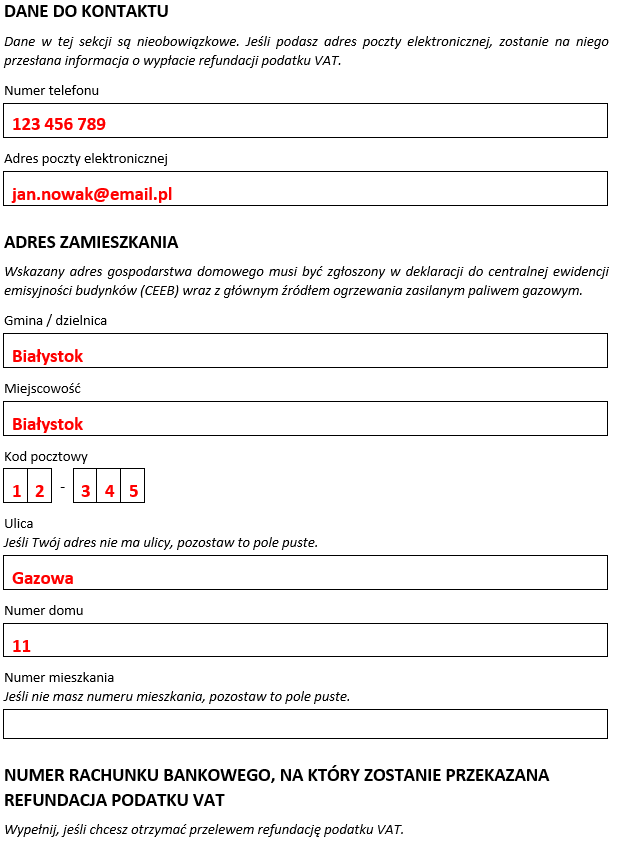 DANE DO KONTAKTU
Dane w tej sekcji są nieobowiązkowe. Jeśli podasz adres poczty elektronicznej, zostanie na niego
przesłana informacja o wypłacie refundacji podatku VAT.
Numer telefonu
123 456 789
Adres poczty elektronicznej
jan.nowak@email.pl
ADRES ZAMIESZKANIA
Wskazany adres gospodarstwa domowego musi być zgłoszony w deklaracji do centralnej ewidencji
emisyjności budynków (CEEB) wraz z głównym źródłem ogrzewania zasilanym paliwem gazowym.
Gmina / dzielnica
Białystok
Miejscowość
Białystok
Kod pocztowy
1 2 - 3 4 5
Ulica
Jeśli Twój adres nie ma ulicy, pozostaw to pole puste.
Gazowa
Numer domu
11
Numer mieszkania
Jeśli nie masz numeru mieszkania, pozostaw to pole puste.
NUMER RACHUNKU BANKOWEGO, NA KTÓRY ZOSTANIE PRZEKAZANA
REFUNDACJA PODATKU VAT
Wypełnij, jeśli chcesz otrzymać przelewem refundację podatku VAT.